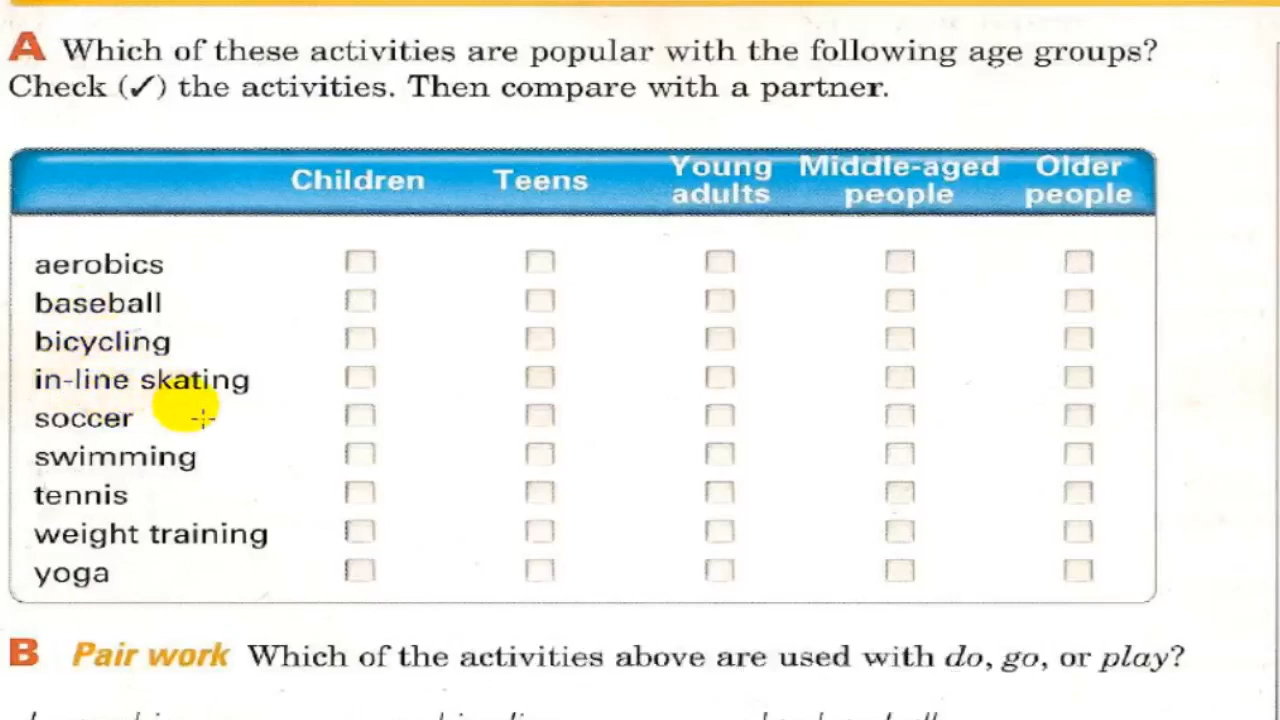 A Which of these activities are popular with the following age groups?
Check (✓) the activities. Then compare with a partner.
Children Teens Young adults Middle-aged people Older people
aerobics
baseball
bicycling
in-line skating
soccer
swimming
tennis
weight training
yoga
B Pair work Which of the activities above are used with do, go, or play?